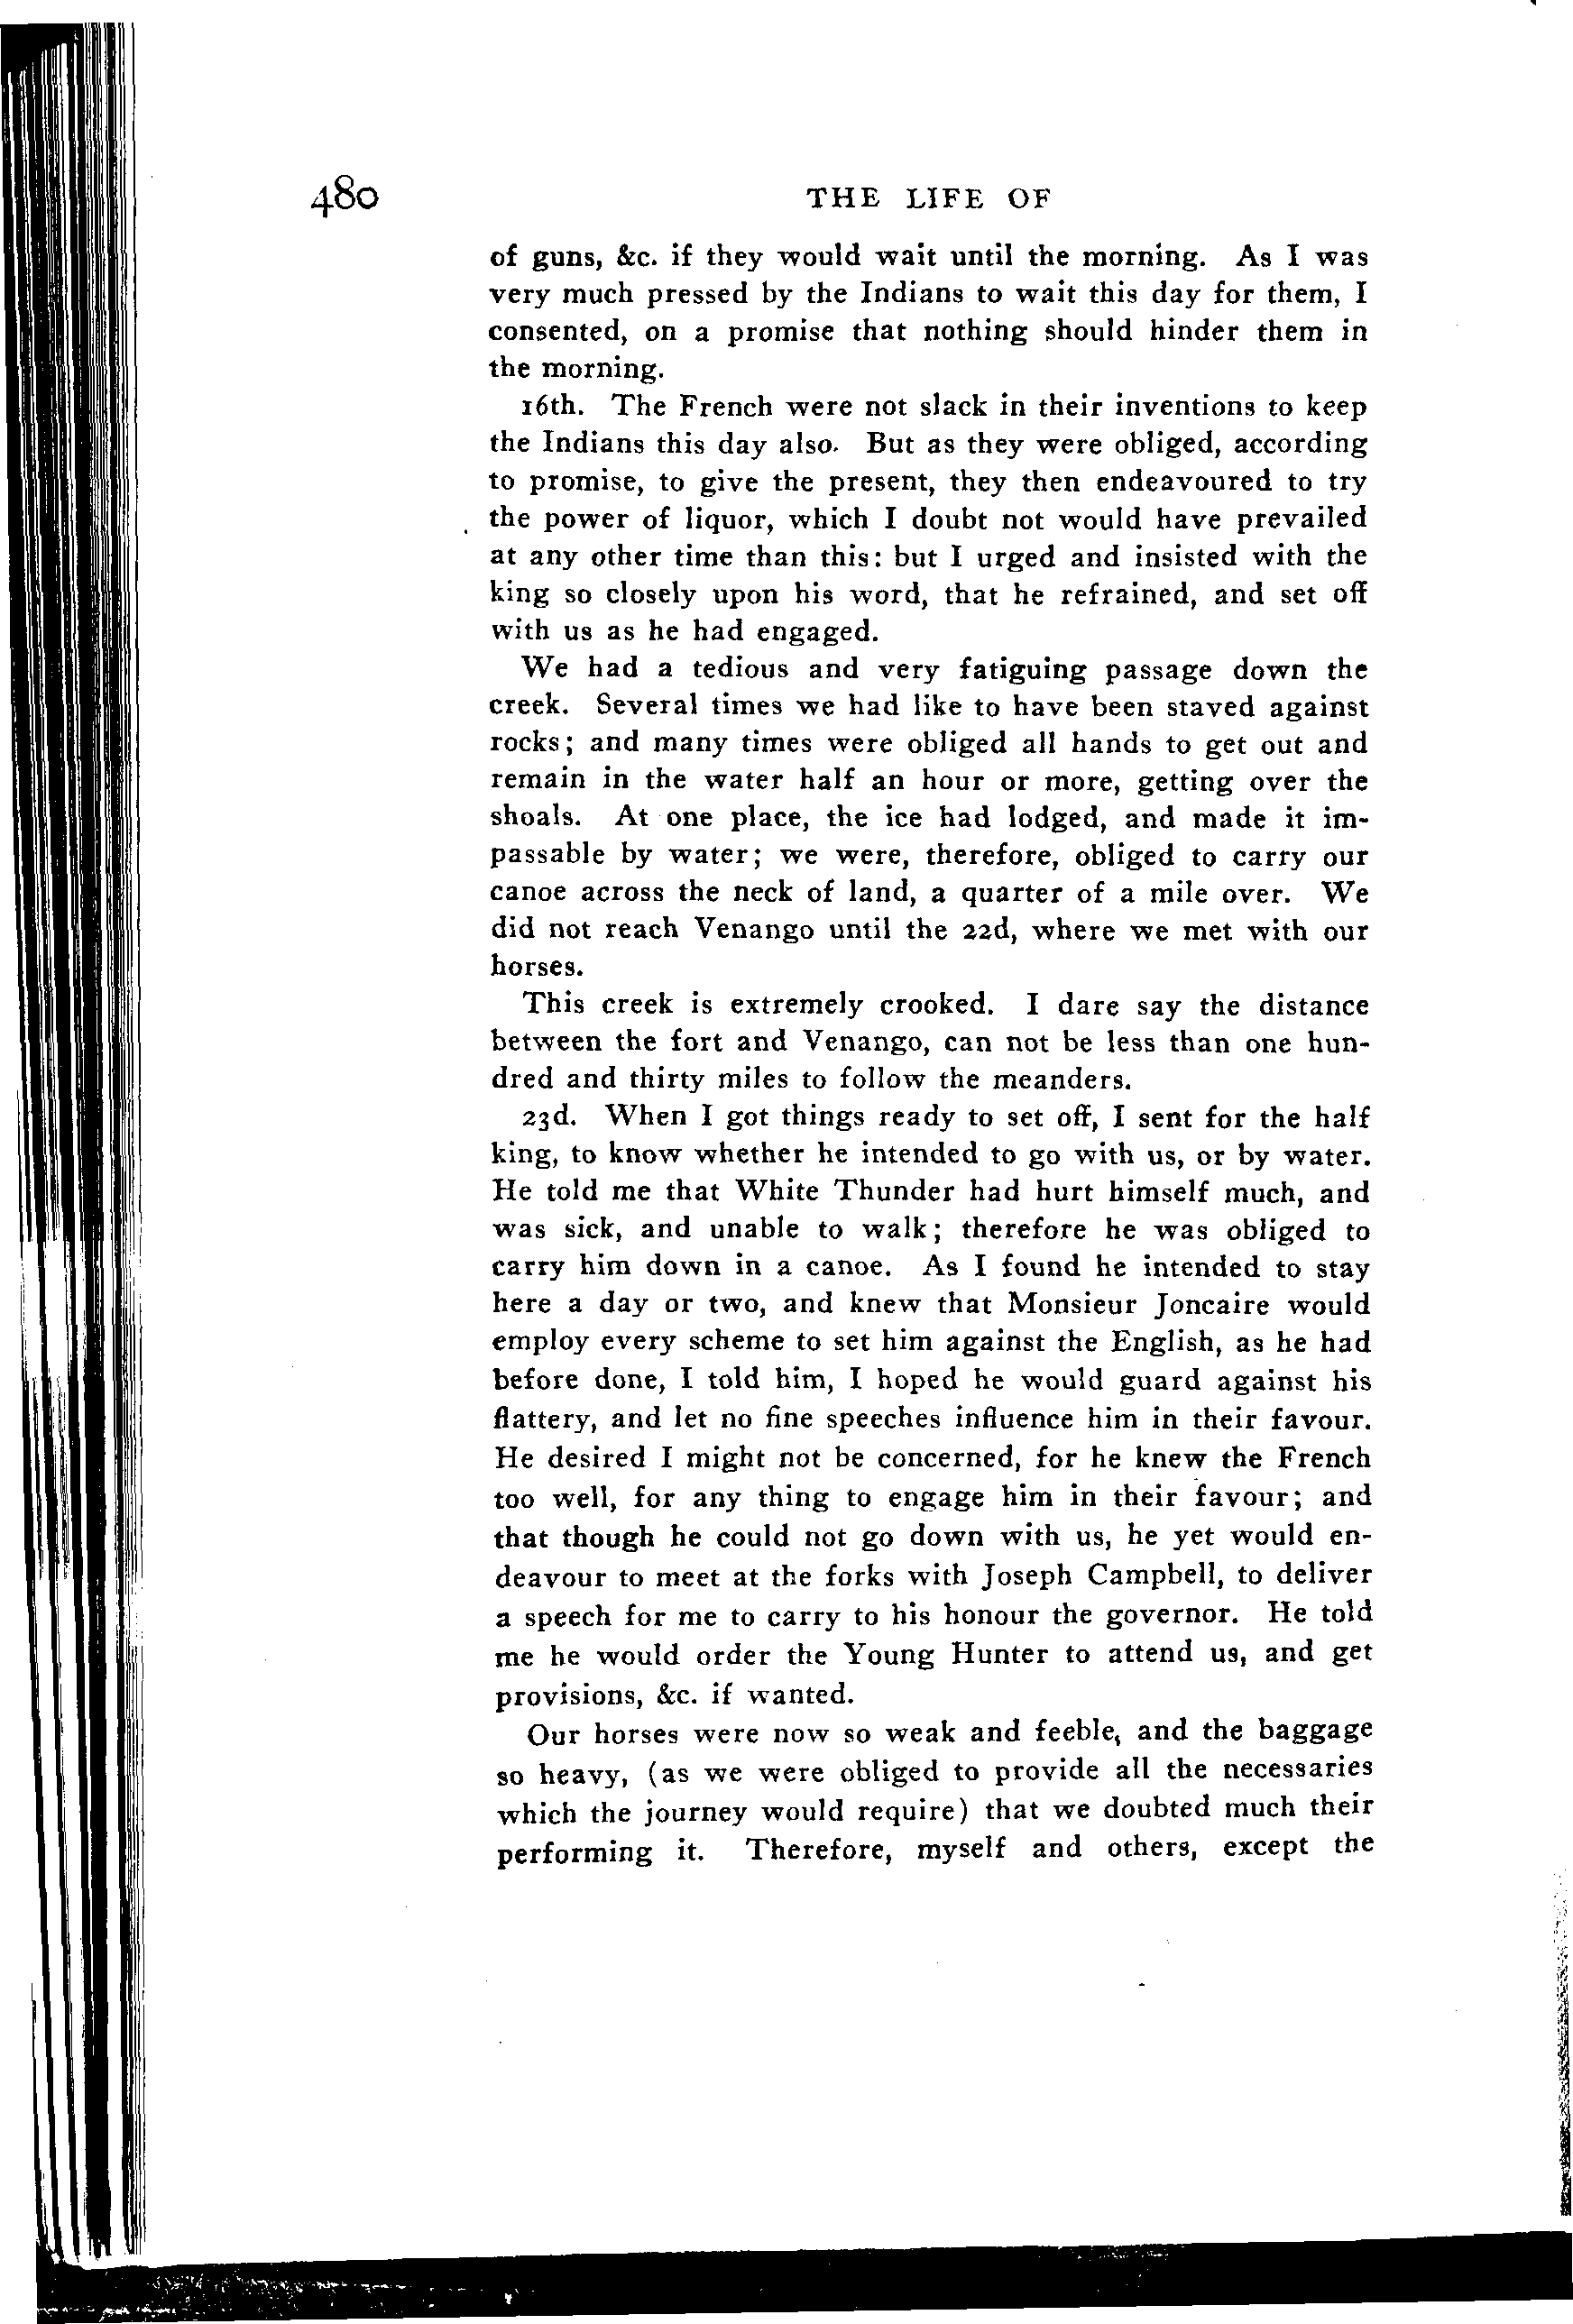 480 THE LIFE OF
of guns, &c. if they would wait until the morning. As I was
very much pressed by the Indians to wait this day for them, I
consented, on a promise that nothing should hinder them in
the morning.
16th. The French were not slack in their inventions to keep
the Indians this day also. But as they were obliged, according
to promise, to give the present, they then endeavoured to try
the power of liquor, which I doubt not would have prevailed
at any other time than this: but I urged and insisted with the
king so closely upon his word, that he refrained, and set off
with us as he had engaged.
We had a tedious and very fatiguing passage down the
creek. Several times we had like to have been staved against
rocks; and many times were obliged all hands to get out and
remain in the water half an hour or more, getting over the
shoals. At one place, the ice had lodged, and made it im-
passable by water; we were, therefore, obliged to carry our
canoe across the neck of land, a quarter of a mile over. We
did not reach Venango until the 22d, where we met with our
horses.
This creek is extremely crooked. I dare say the distance
between the fort and Venango, can not be less than one hun-
dred and thirty miles to follow the meanders.
23d. When I got things ready to set off, I sent for the half
king, to know whether he intended to go with us, or by water.
He told me that White Thunder had hurt himself much, and
was sick, and unable to walk; therefore he was obliged to
carry him down in a canoe. As I found he intended to stay
here a day or two, and knew that Monsieur Joncaire would
employ every scheme to set him against the English, as he had
before done, I told him, I hoped he would guard against his
flattery, and let no fine speeches influence him in their favour.
He desired I might not be concerned, for he knew the French
too well, for any thing to engage him in their favour; and
that though he could not go down with us, he yet would en-
deavour to meet at the forks with Joseph Campbell, to deliver
a speech for me to carry to his honour the governor. He told
me he would order the Young Hunter to attend us, and get
provisions, &c. if wanted.
Our horses were now so weak and feeble, and the baggage
so heavy, (as we were obliged to provide all the necessaries
which the journey would require) that we doubted much their
performing it. Therefore, myself and others, except the